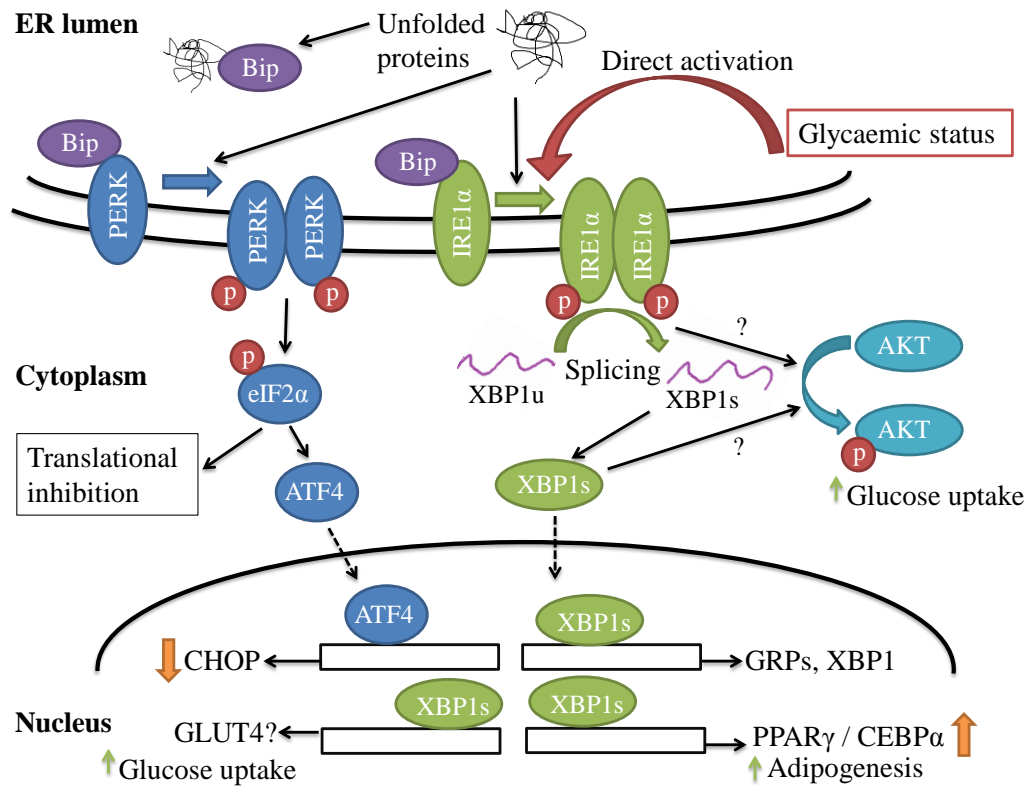 ER lumen
Unfolded
proteins
Bip
Direct activation
Glycaemic status
Bip
PERK
PERK
PERK
p
p
Bip
IRE1α
IRE1α
IRE1α
p
p
?
XBP1u
Splicing
XBP1s
AKT
AKT
p
Glucose uptake
Cytoplasm
p
eIF2α
Translational
inhibition
ATF4
XBP1s
?
ATF4
CHOP
XBP1s
GRPs, XBP1
Nucleus
XBP1s
GLUT4?
Glucose uptake
XBP1s
PPARγ / CEBPα
Adipogenesis